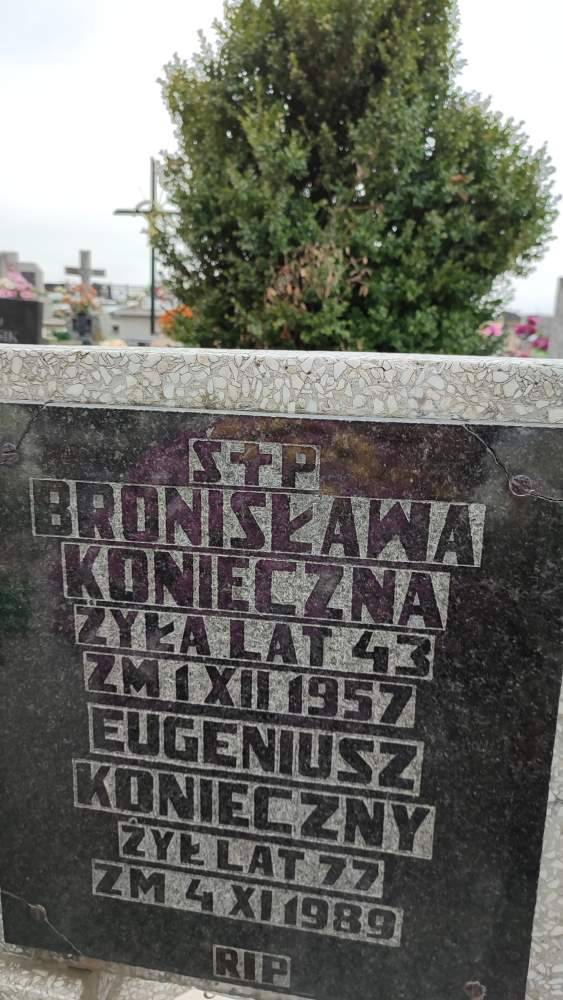 S+P
BRONISŁAWA
KONIECZNA
ŻYŁA LAT 43
ZM 1 XII 1957
EUGENIUSZ
KONIECZNY
ŻYŁ LAT 77
ZM 4 XI 1989
RIP